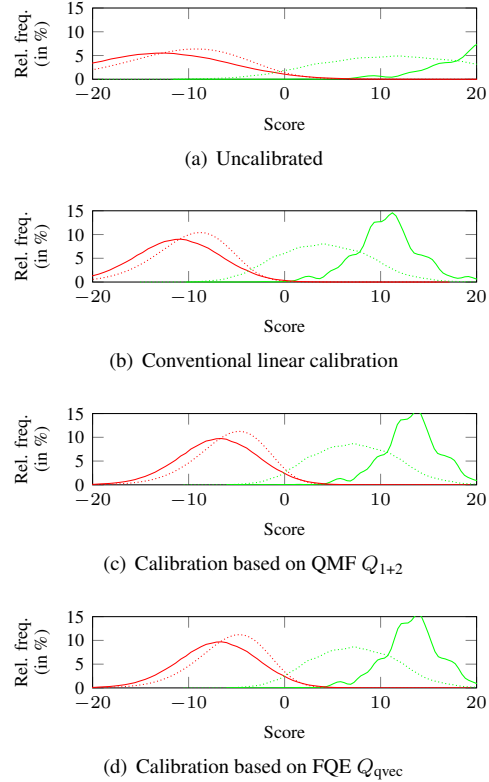 Rel. freq.
(in %)
15
10
5
0
−20
−10
0
10
20
Score
(a) Uncalibrated
Rel. freq.
(in %)
15
10
5
0
−20
−10
0
10
20
Score
(b) Conventional linear calibration
Rel. freq.
(in %)
15
10
5
0
−20
−10
0
10
20
Score
(c) Calibration based on QMF Q1+2
Rel. freq.
(in %)
15
10
5
0
−20
−10
0
10
20
Score
(d) Calibration based on FQE Qqvec